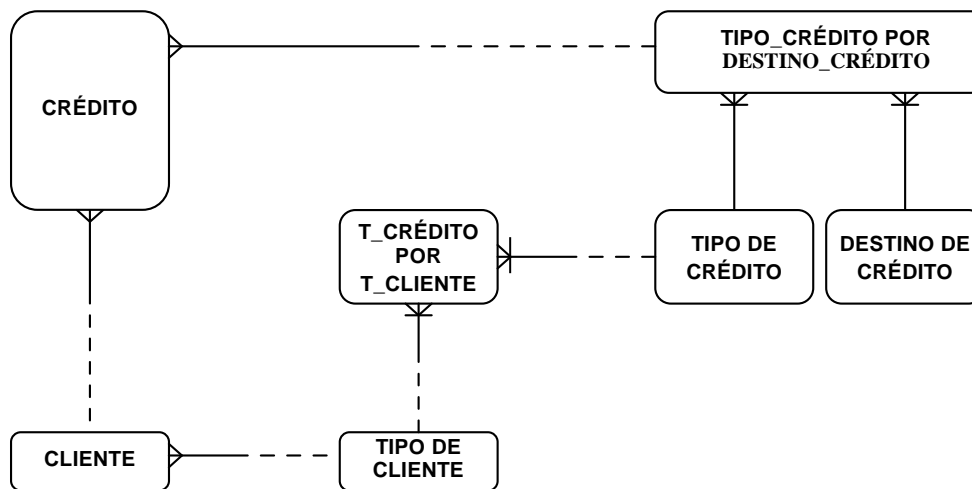 TIPO_CRÉDITO POR
DESTINO_CRÉDITO
CRÉDITO
T_CRÉDITO
POR
T_CLIENTE
TIPO DE
CRÉDITO
DESTINO DE
CRÉDITO
CLIENTE
TIPO DE
CLIENTE